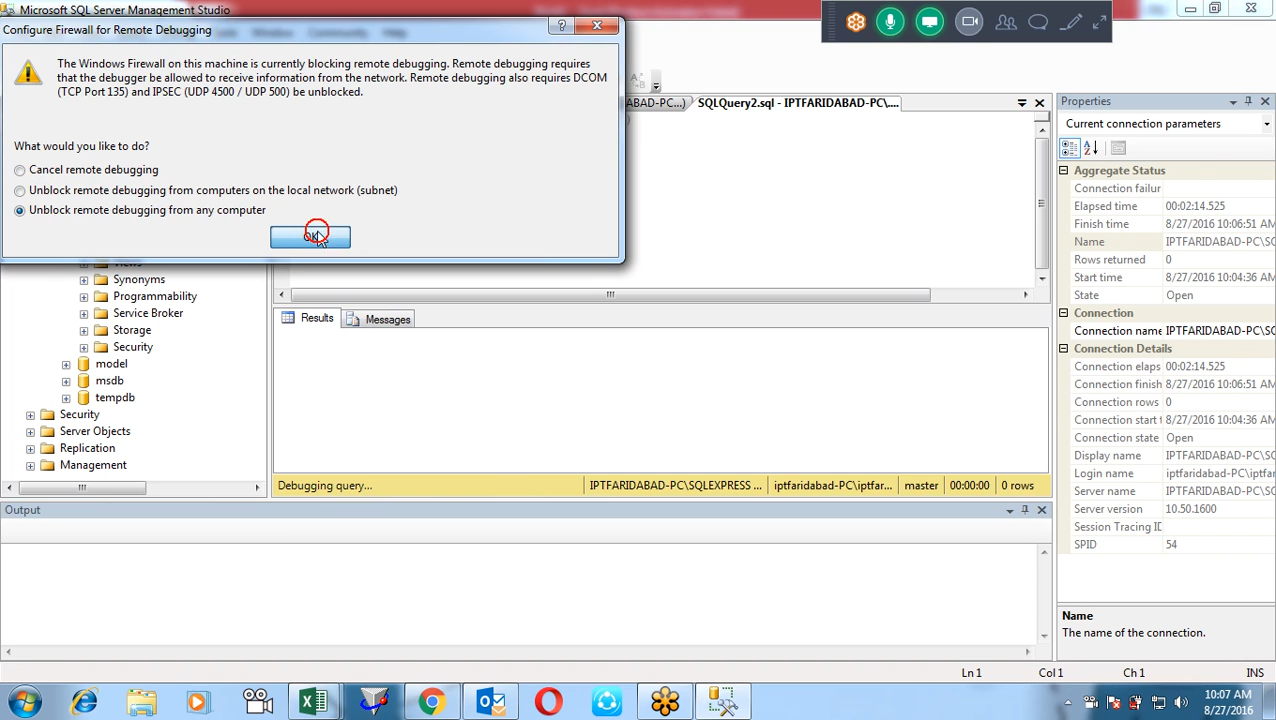 Microsoft SQL Server Management Studio
Configure Firewall for Remote Debugging
The Windows Firewall on this machine is currently blocking remote debugging. Remote debugging requires
that the debugger be allowed to receive information from the network. Remote debugging also requires DCOM
(TCP Port 135) and IPSEC (UDP 4500 / UDP 500) be unblocked.
What would you like to do?
Cancel remote debugging
Unblock remote debugging from computers on the local network (subnet)
Unblock remote debugging from any computer
OK
ABAD-PC...)
SQLQuery2.sql - IPTFARIDABAD-PC\....
Views
Synonyms
Programmability
Service Broker
Storage
Security
model
msdb
tempdb
Security
Server Objects
Replication
Management
Results
Messages
Debugging query...
IPTFARIDABAD-PC\SQLEXPRESS ...
iptfaridabad-PC\iptfar...
master
00:00:00
0 rows
Properties
Current connection parameters
Aggregate Status
Connection failur
Elapsed time 00:02:14.525
Finish time 8/27/2016 10:06:51 AM
Name IPTFARIDABAD-PC\SC
Rows returned 0
Start time 8/27/2016 10:04:36 AM
State Open
Connection
Connection name IPTFARIDABAD-PC\SC
Connection Details
Connection elaps 00:02:14.525
Connection finish 8/27/2016 10:06:51 AM
Connection rows 0
Connection start t 8/27/2016 10:04:36 AM
Connection state Open
Display name IPTFARIDABAD-PC\SC
Login name iptfaridabad-PC\iptfar
Server name IPTFARIDABAD-PC\SC
Server version 10.50.1600
Session Tracing ID
SPID 54
Name
The name of the connection.
Output
Ln 1
Col 1
Ch 1
INS
10:07 AM
8/27/2016